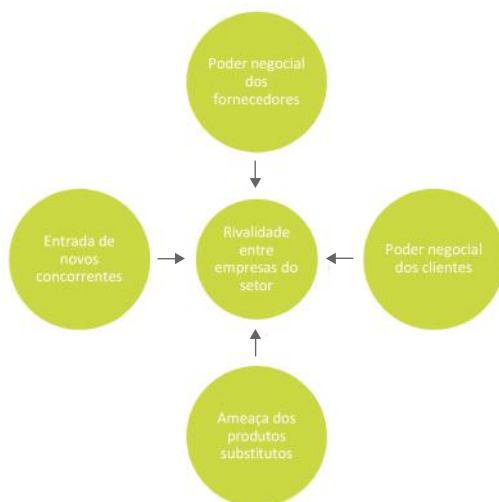 Poder negocial
dos
fornecedores
Entrada de
novos
concorrentes
Rivalidade
entre
empresas do
setor
Poder negocial
dos clientes
Ameaça dos
produtos
substitutos